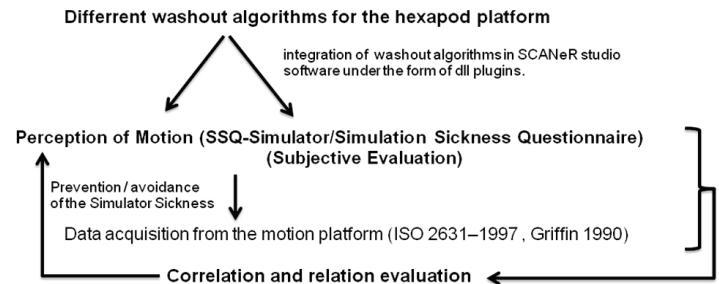 Differrent washout algorithms for the hexapod platform
integration of washout algorithms in SCANeR studio
software under the form of dll plugins.
Perception of Motion (SSQ-Simulator/Simulation Sickness Questionnaire)
(Subjective Evaluation)
Prevention / avoidance
of the Simulator Sickness
Data acquisition from the motion platform (ISO 2631–1997 , Griffin 1990)
Correlation and relation evaluation